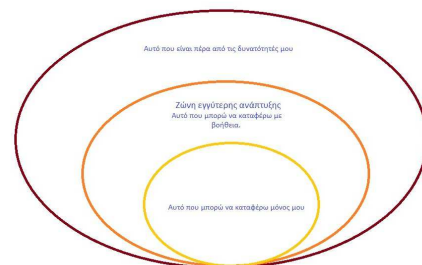 Αυτό που είναι πέρα από τις δυνατότητές μου
Ζώνη εγγύτερης ανάπτυξης
Αυτό που μπορώ να καταφέρω με
βοήθεια.
Αυτό που μπορώ να καταφέρω μόνος μου